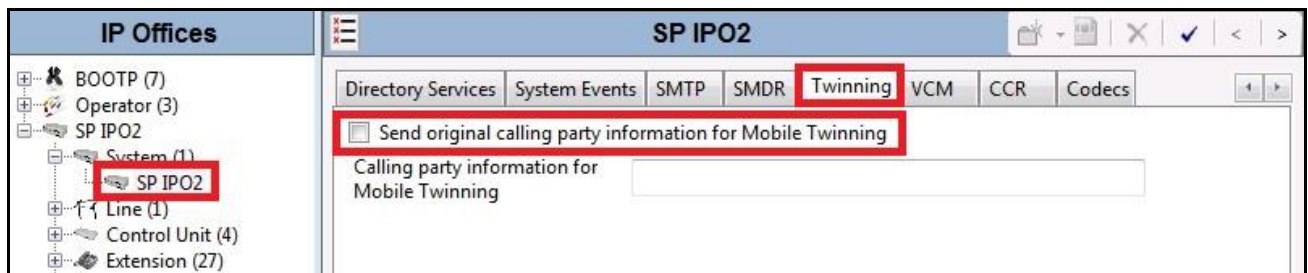 IP Offices
BOOTP (7)
Operator (3)
SP IPO2
System (1)
SP IPO2
Line (1)
Control Unit (4)
Extension (27)
SP IPO2
Directory Services System Events SMTP SMDR Twinning VCM CCR Codecs
Send original calling party information for Mobile Twinning
Calling party information for
Mobile Twinning